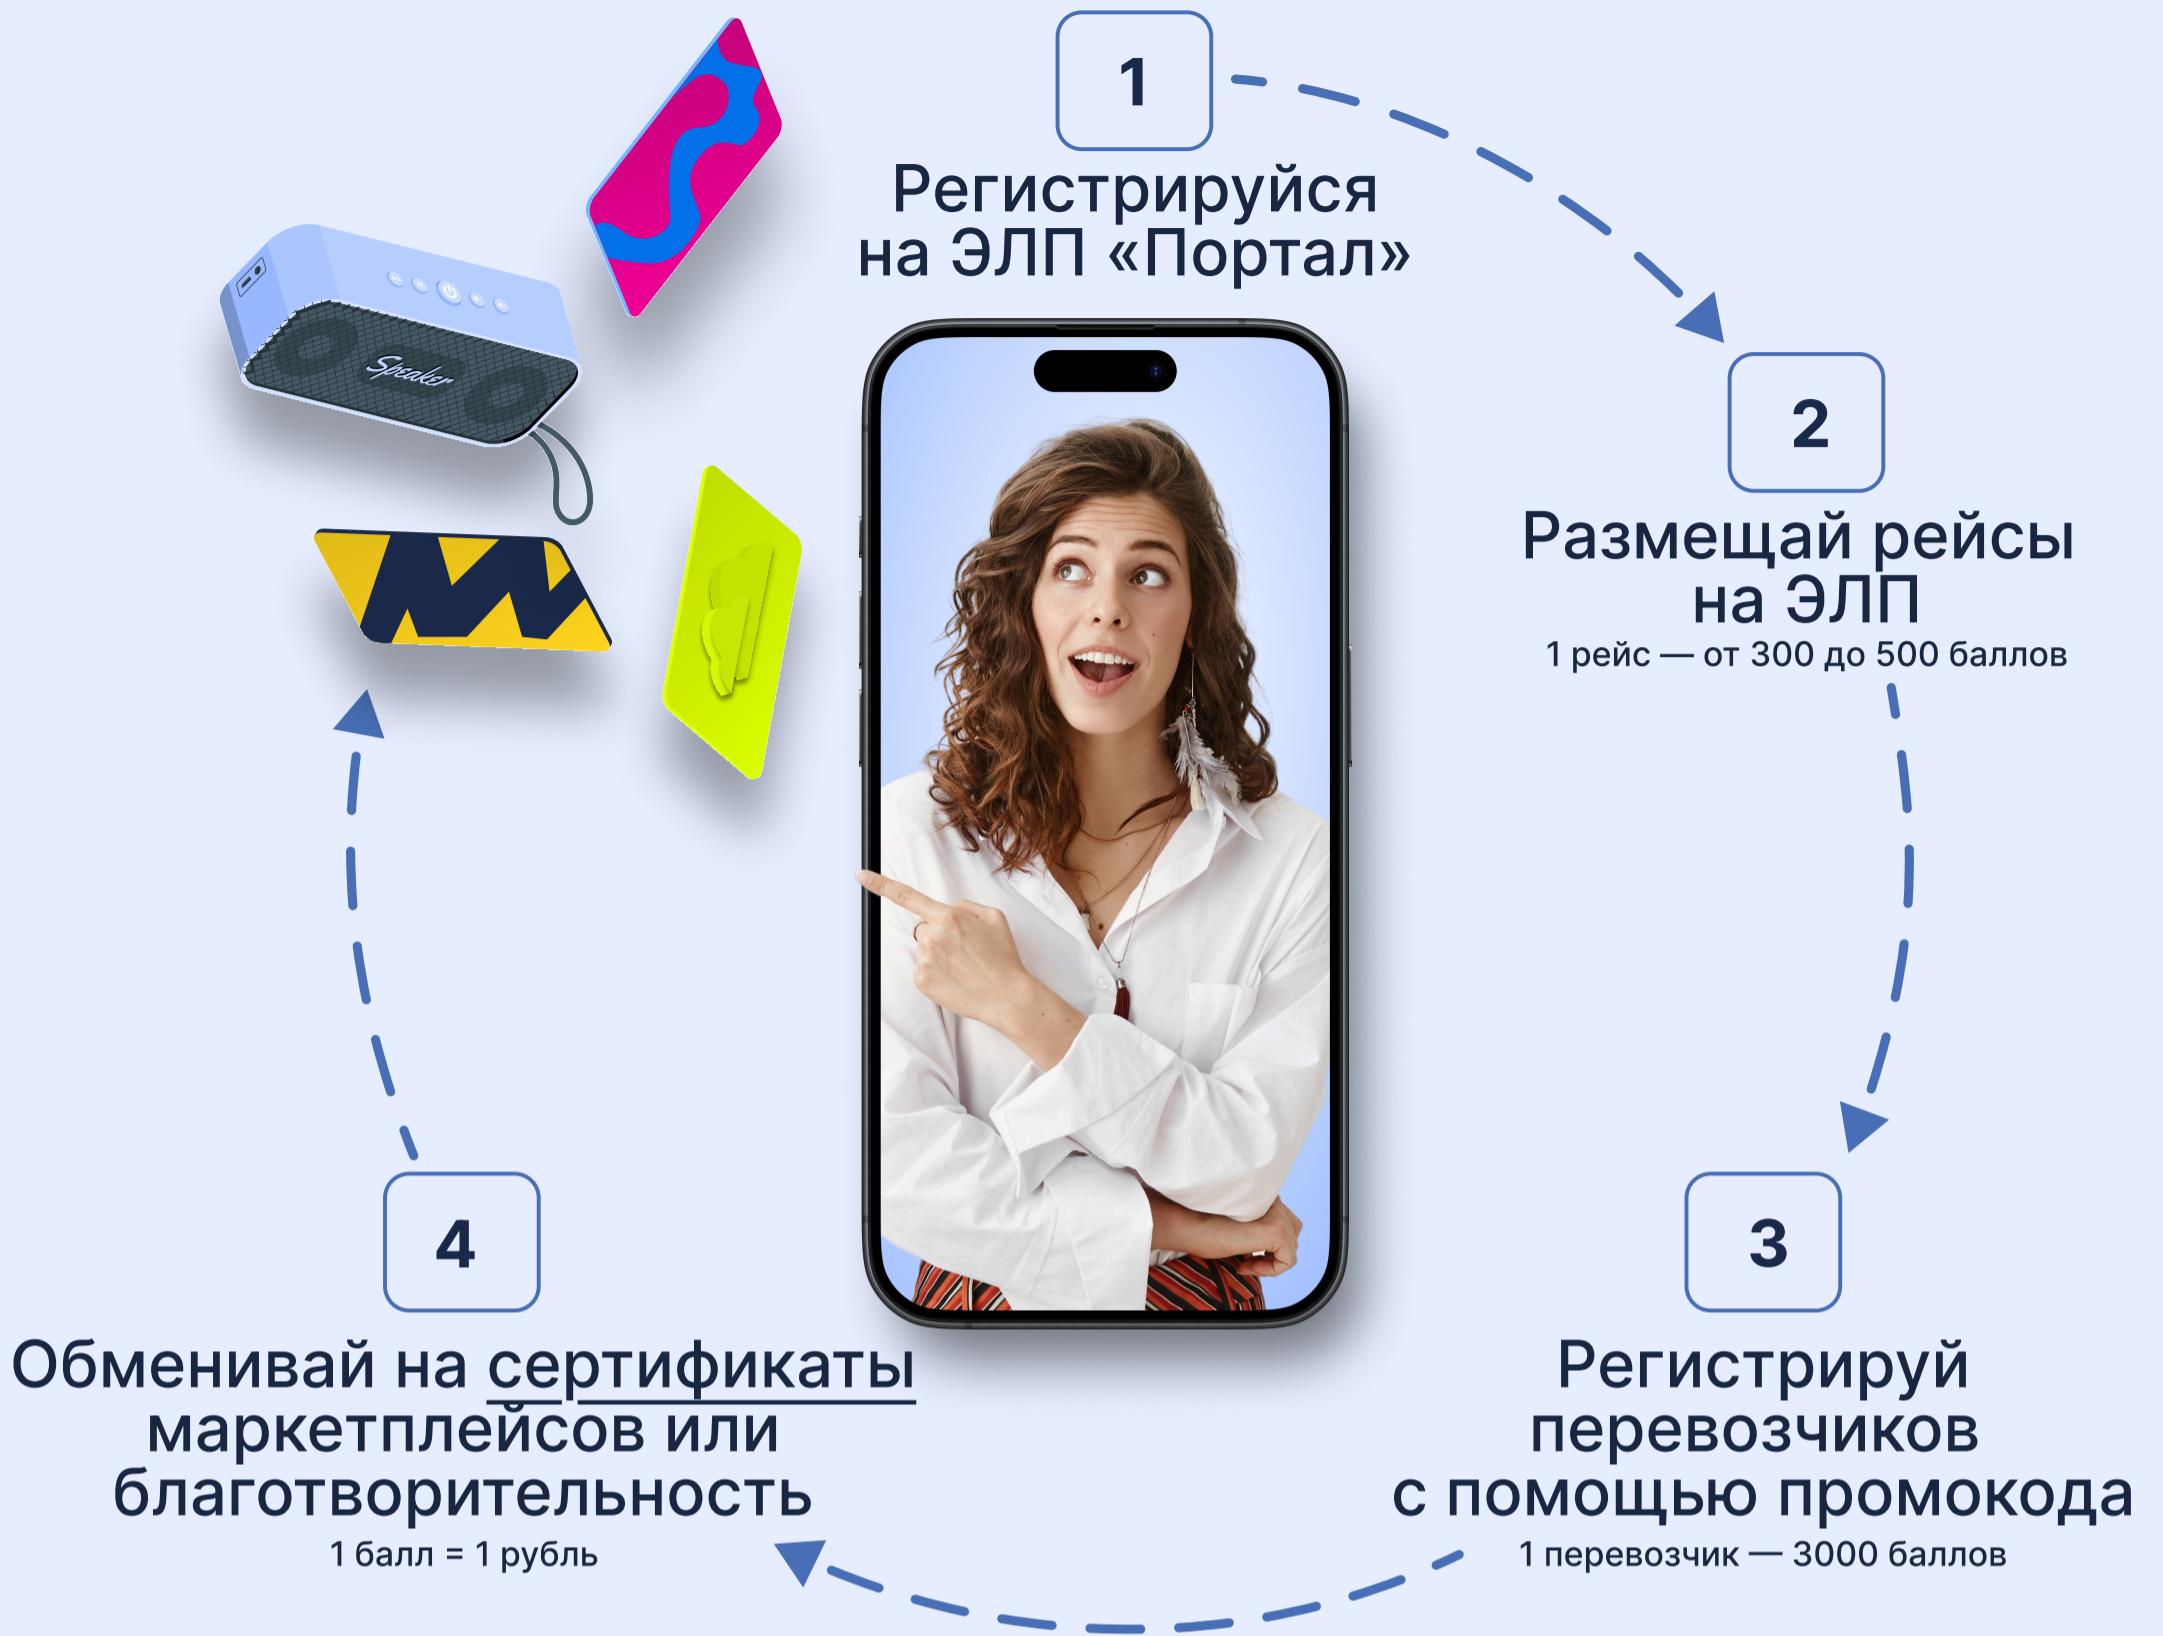 1
Регистрируйся
на ЭЛП «Портал»
2
Размещай рейсы
на ЭЛП
1 рейс — от 300 до 500 баллов
3
Регистрируй
перевозчиков
с помощью промокода
1 перевозчик — 3000 баллов
4
Обменивай на сертификаты
маркетплейсов или
благотворительность
1 балл = 1 рубль
Speaker